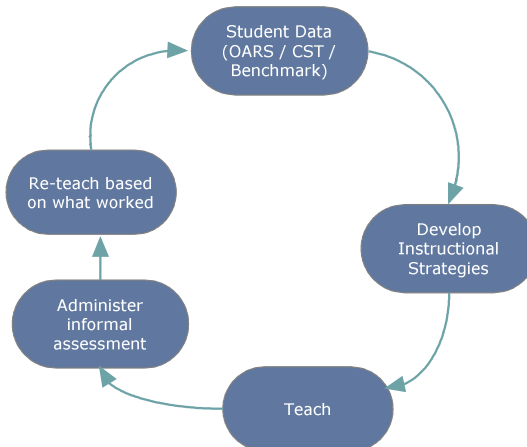 Student Data
(OARS / CST /
Benchmark)
Develop
Instructional
Strategies
Teach
Administer
informal
assessment
Re-teach based
on what worked